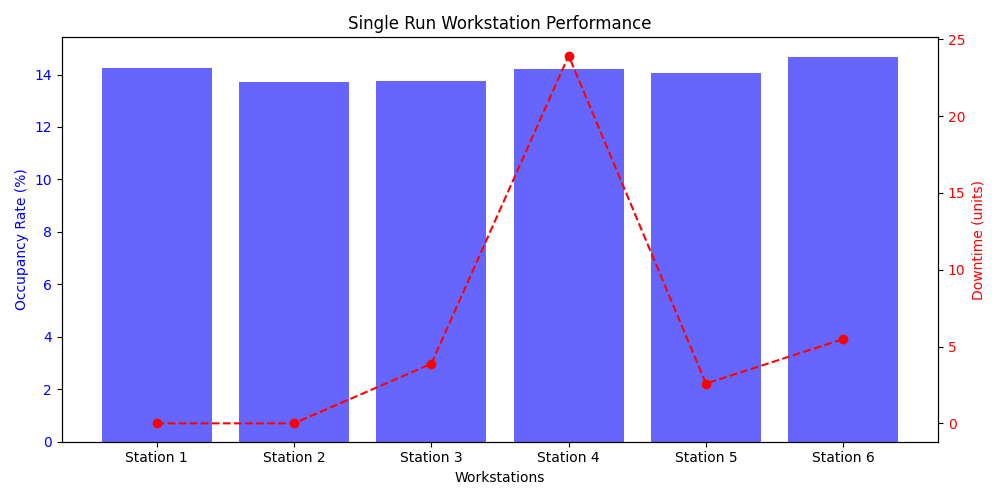 Single Run Workstation Performance
Occupancy Rate (%)
14
12
10
8
6
4
2
0
25
20
15
10
5
0
Downtime (units)
Station 1 Station 2 Station 3 Station 4 Station 5 Station 6
Workstations